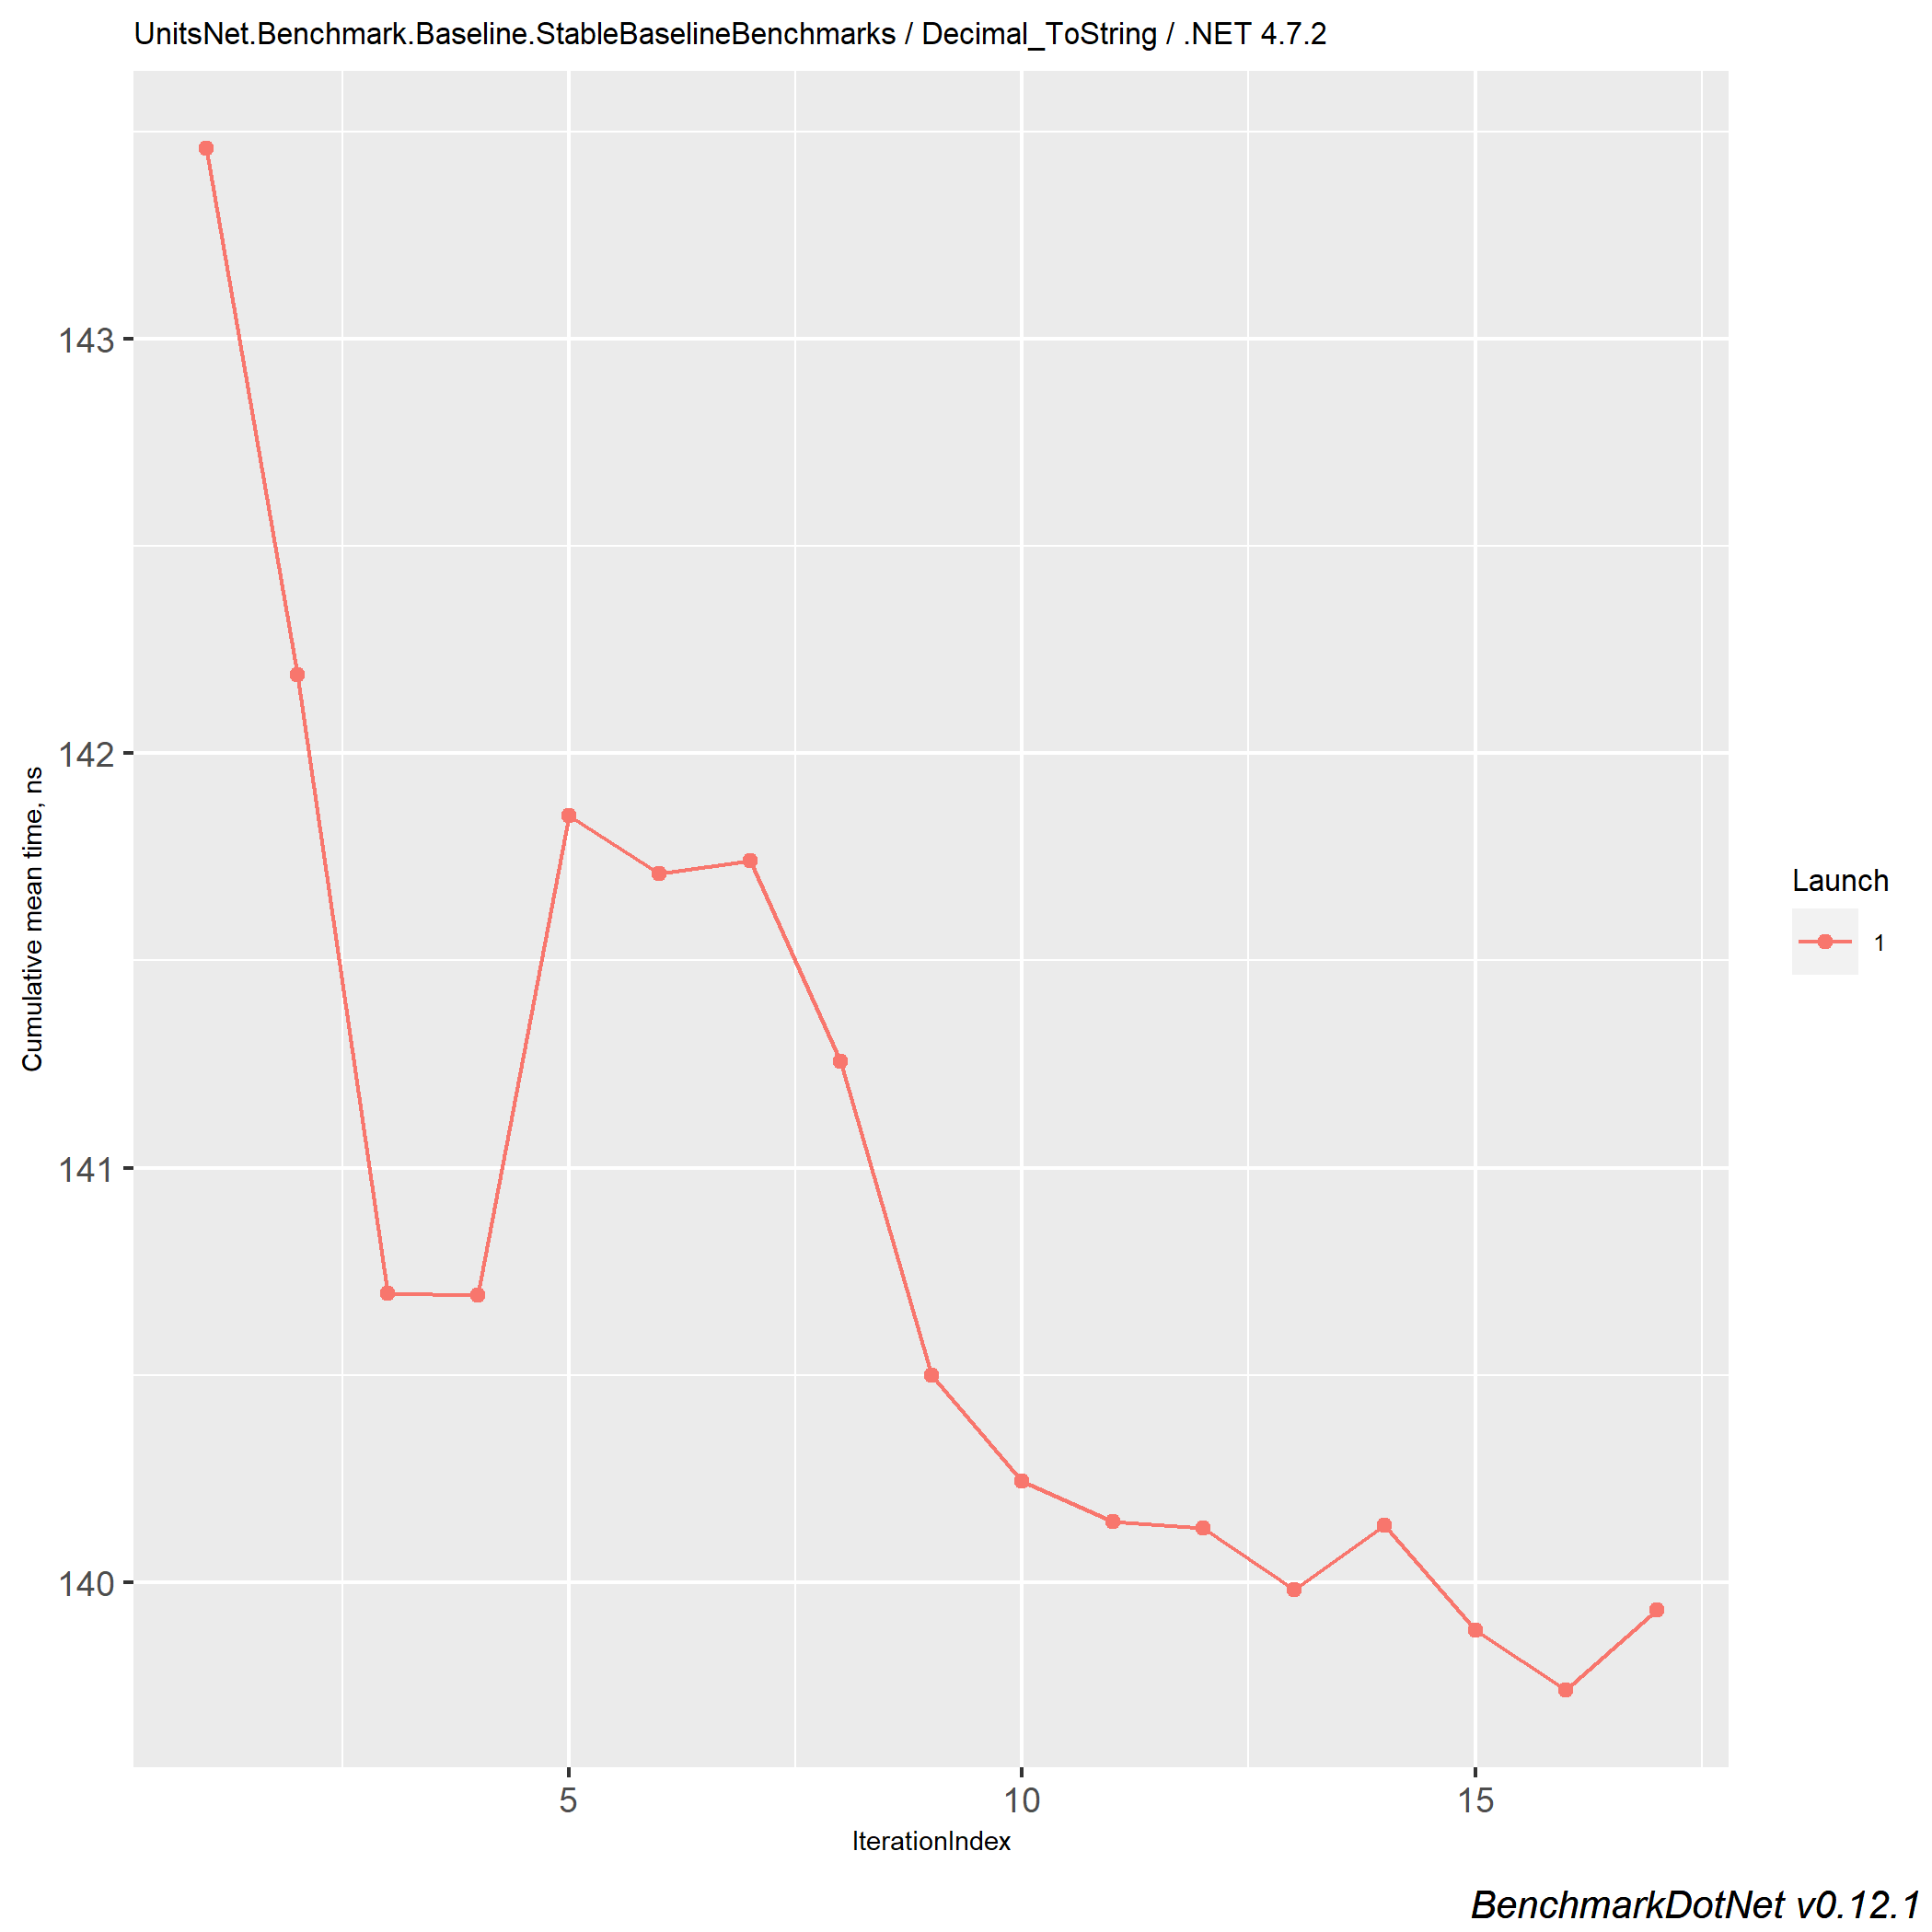 UnitsNet.Benchmark.Baseline.StableBaselineBenchmarks / Decimal_ToString / .NET 4.7.2
143
142
141
140
Cumulative mean time, ns
5 10 15
IterationIndex
Launch
1
BenchmarkDotNet v0.12.1